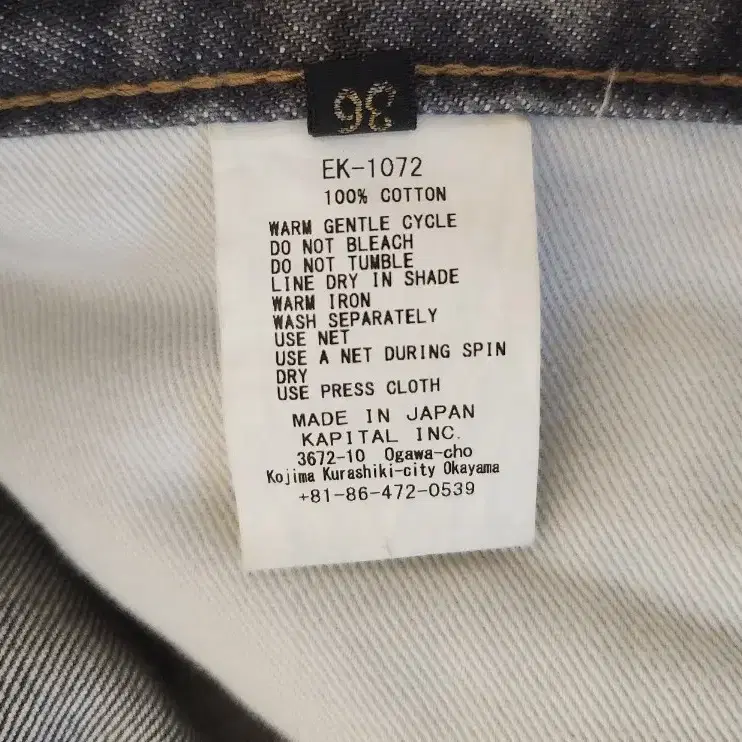 36
EK-1072
100% COTTON
WARM GENTLE CYCLE
DO NOT BLEACH
DO NOT TUMBLE
LINE DRY IN SHADE
WARM IRON
WASH SEPARATELY
USE NET
USE A NET DURING SPIN
DRY
USE PRESS CLOTH
MADE IN JAPAN
KAPITAL INC.
3672-10 Ogawa-cho
Kojima Kurashiki-city Okayama
+81-86-472-0539